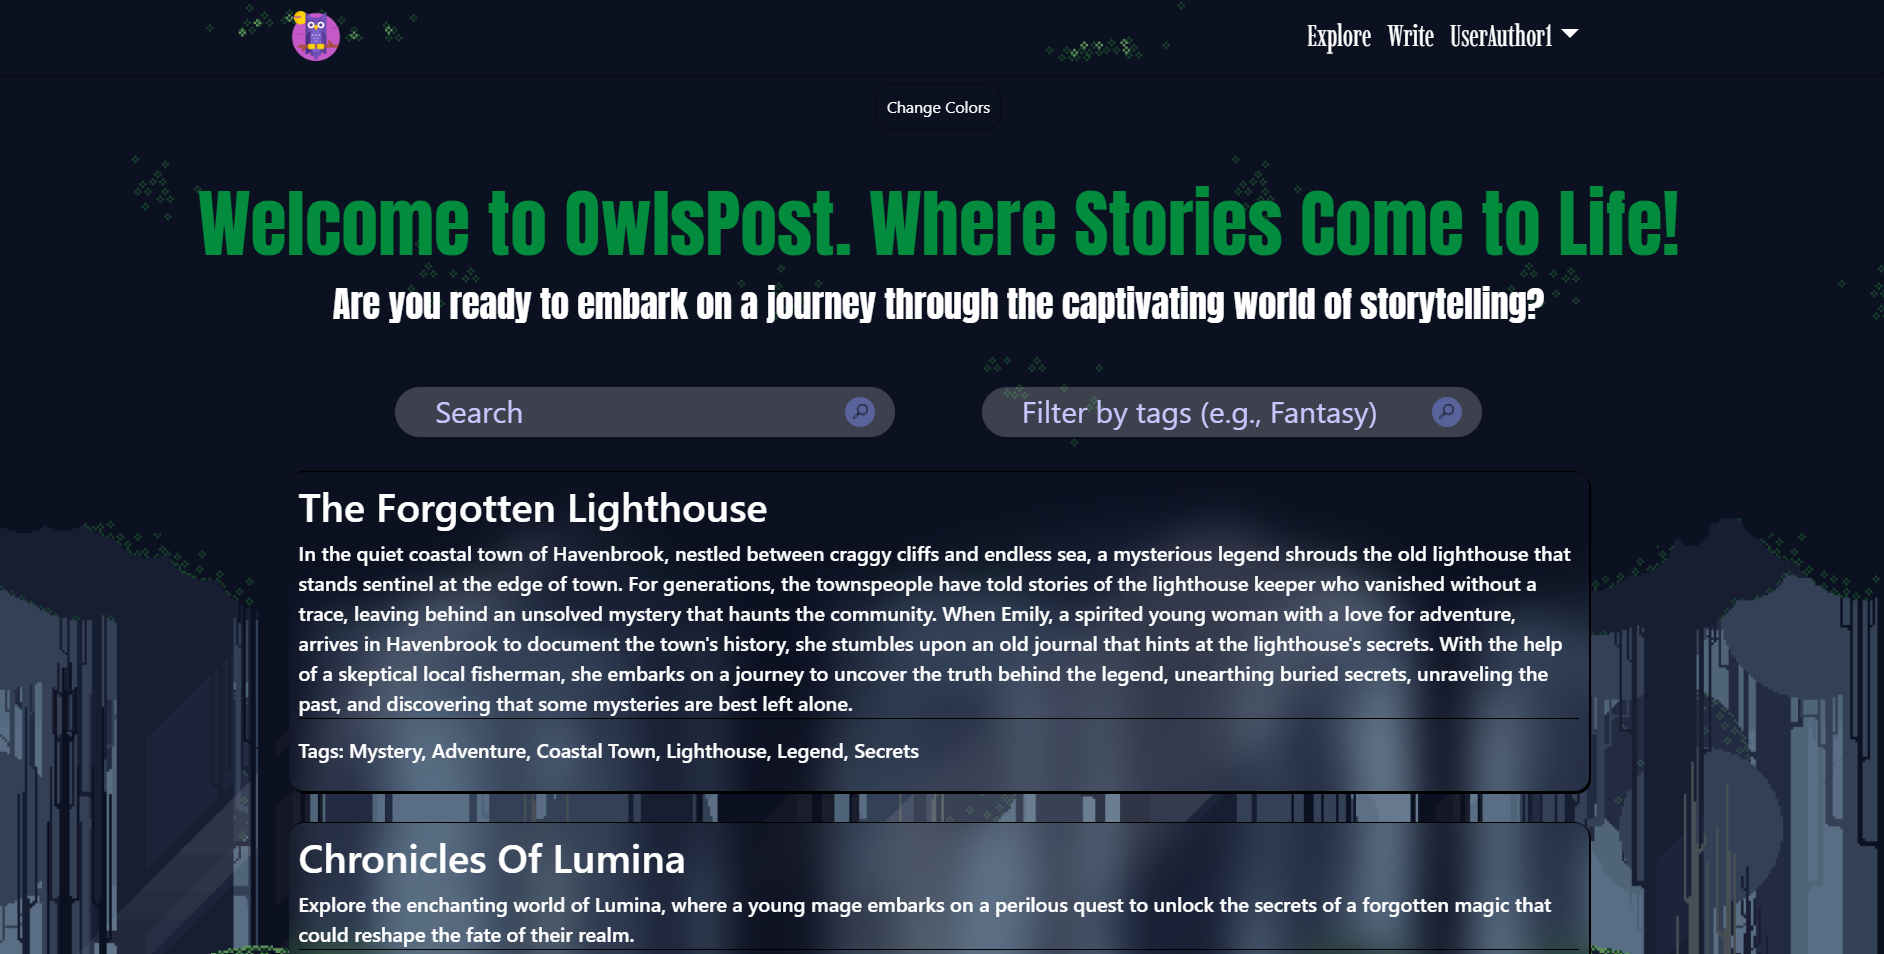 Explore Write UserAuthor1
Change Colors
Welcome to OwlsPost. Where Stories Come to Life!
Are you ready to embark on a journey through the captivating world of storytelling?
Search
Filter by tags (e.g., Fantasy)
The Forgotten Lighthouse
In the quiet coastal town of Havenbrook, nestled between craggy cliffs and endless sea, a mysterious legend shrouds the old lighthouse that
stands sentinel at the edge of town. For generations, the townspeople have told stories of the lighthouse keeper who vanished without a
trace, leaving behind an unsolved mystery that haunts the community. When Emily, a spirited young woman with a love for adventure,
arrives in Havenbrook to document the town's history, she stumbles upon an old journal that hints at the lighthouse's secrets. With the help
of a skeptical local fisherman, she embarks on a journey to uncover the truth behind the legend, unearthing buried secrets, unraveling the
past, and discovering that some mysteries are best left alone.
Tags: Mystery, Adventure, Coastal Town, Lighthouse, Legend, Secrets
Chronicles Of Lumina
Explore the enchanting world of Lumina, where a young mage embarks on a perilous quest to unlock the secrets of a forgotten magic that
could reshape the fate of their realm.